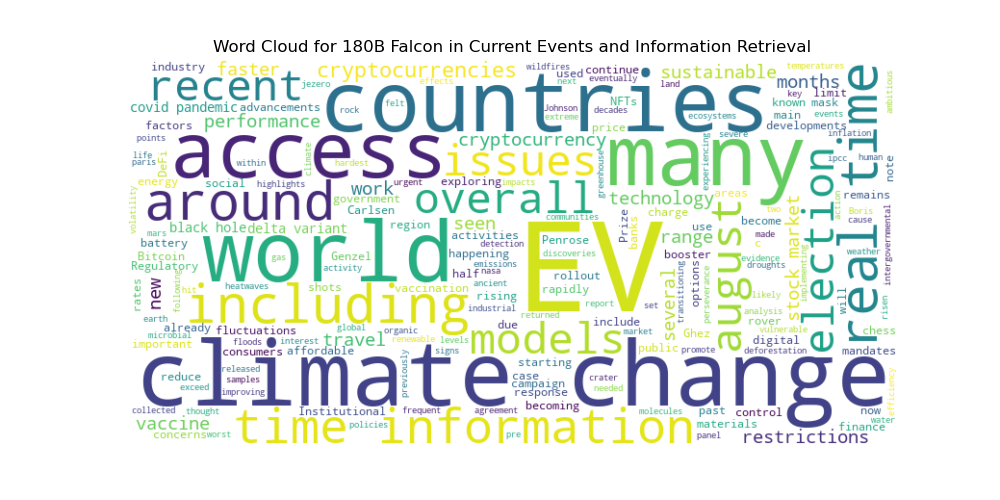 Word Cloud for 180B Falcon in Current Events and Information Retrieval
industry faster cryptocurrencies wildfires used continue sustainable temperatures months
recent jezero effects next eventually countries land key limit ambitious
covid pandemic advancements rock felt Johnson extreme decades NFTs ecosystems known mask main events
factors performance cryptocurrency price severe developments inflation
points access issues many real time
life paris DeFi within climate hardest greenhouse experiencing ipcc human note
energy social highlights urgent exploring impacts technology areas remains
volatility around government work Carlsen overall communities Prize banks charge two action Boris cause
black hole delta variant region seen activities detection Penrose range use become made
mars battery Genzel happening discoveries booster august stock market election weather intergovernmental
Bitcoin gas world emissions EV rollout several options c evidence droughts
Regulatory activity half nasa rapidly transitioning perseverance implementing
new rates hit following heatwaves shots vaccination ancient rising report likely will risen
including industrial returned set analysis rover
earth fluctuations global organic levels due include market Ghez vulnerable digital chess
microbial already floods interest renewable models public promote deforestation mandates
important travel signs starting affordable
consumers previously case crater
reduce released climate change campaign needed efficiency
exceed samples improving response
collected thought Institutional frequent agreement becoming molecules past control now
vaccine time information policies materials water
concerns worst pre panel restrictions finance